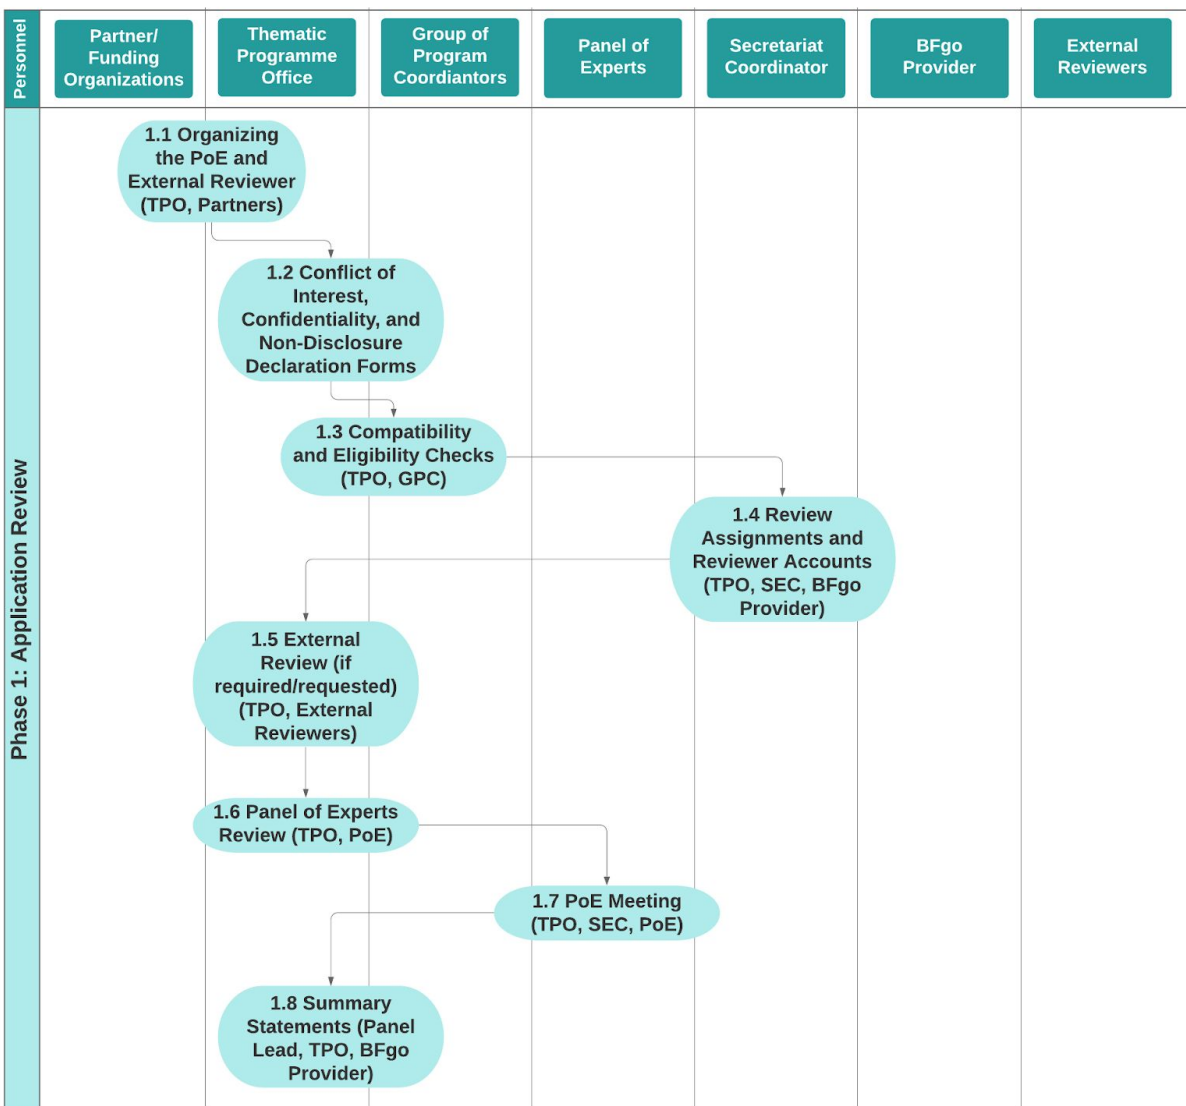 Personnel
Partner/
Funding
Organizations
Thematic
Programme
Office
Group of
Program
Coordiantors
Panel of
Experts
Secretariat
Coordinator
BFgo
Provider
External
Reviewers
Phase 1: Application Review
1.1 Organizing
the PoE and
External Reviewer
(TPO, Partners)
1.2 Conflict of
Interest,
Confidentiality, and
Non-Disclosure
Declaration Forms
1.3 Compatibility
and Eligibility Checks
(TPO, GPC)
1.4 Review
Assignments and
Reviewer Accounts
(TPO, SEC, BFgo
Provider)
1.5 External
Review (if
required/requested)
(TPO, External
Reviewers)
1.6 Panel of Experts
Review (TPO, PoE)
1.7 PoE Meeting
(TPO, SEC, PoE)
1.8 Summary
Statements (Panel
Lead, TPO, BFgo
Provider)